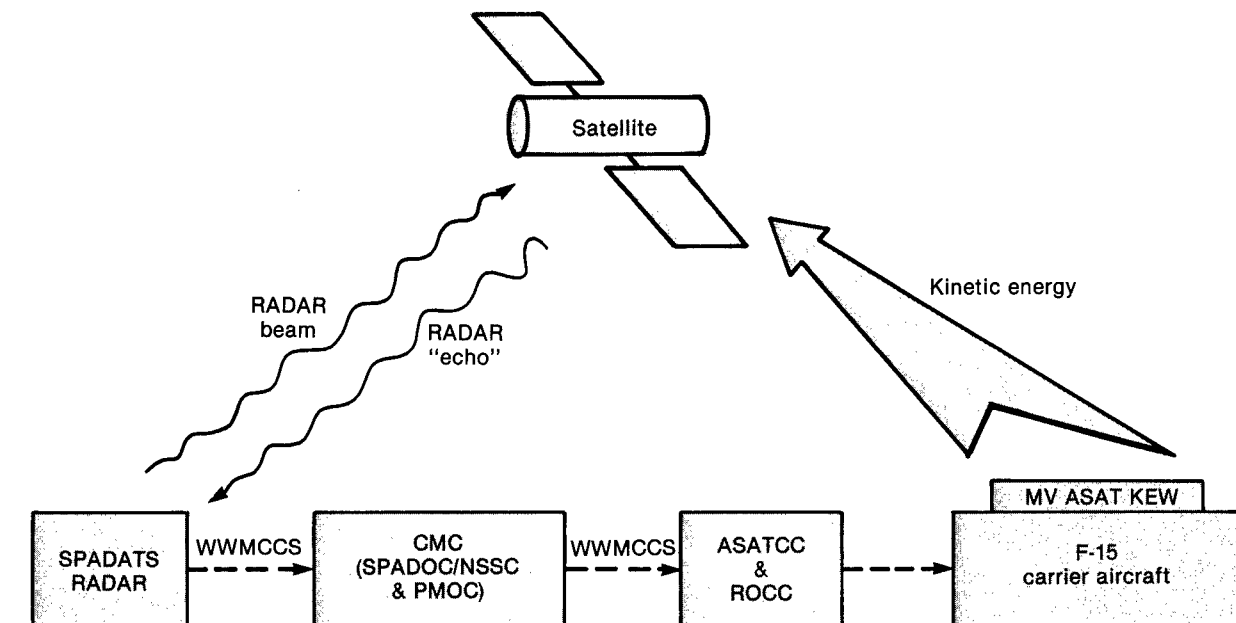 Satellite
Kinetic energy
RADAR
beam
RADAR
"echo"
MV ASAT KEW
SPADATS
RADAR
WWMCCS
CMC
(SPADOC/NSSC
& PMOC)
WWMCCS
ASATCC
&
ROCC
F-15
carrier aircraft